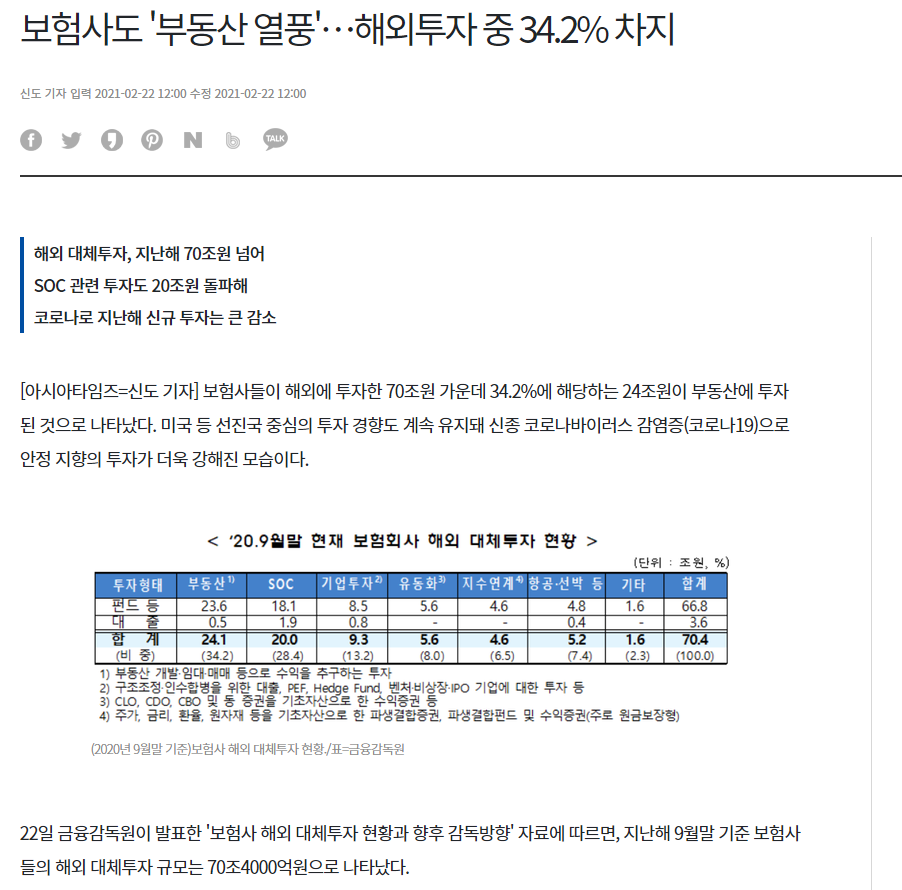 보험사도 '부동산 열풍'…해외투자 중 34.2% 차지
신도 기자 입력 2021-02-22 12:00 수정 2021-02-22 12:00
TALK
해외 대체투자, 지난해 70조원 넘어
SOC 관련 투자도 20조원 돌파해
코로나로 지난해 신규 투자는 큰 감소
[아시아타임즈=신도 기자] 보험사들이 해외에 투자한 70조원 가운데 34.2%에 해당하는 24조원이 부동산에 투자
된 것으로 나타났다. 미국 등 선진국 중심의 투자 경향도 계속 유지돼 신종 코로나바이러스 감염증(코로나19)으로
안정 지향의 투자가 더욱 강해진 모습이다.
< ‘20.9월말 현재 보험회사 해외 대체투자 현황 >
(단위 : 조원, %)
투자형태 부동산1) SOC 기업투자2) 유동화3) 지수연계4) 항공·선박 등 기타 합계
펀드 등 23.6 18.1 8.5 5.6 4.6 4.8 1.6 66.8
대 출 0.5 1.9 0.8 - - 0.4 - 3.6
합 계 24.1 20.0 9.3 5.6 4.6 5.2 1.6 70.4
(비 중) (34.2) (28.4) (13.2) (8.0) (6.5) (7.4) (2.3) (100.0)
1) 부동산 개발·임대·매매 등으로 수익을 추구하는 투자
2) 구조조정·인수합병을 위한 대출, PEF, Hedge Fund, 벤처·비상장·IPO 기업에 대한 투자 등
3) CLO, CDO, CBO 및 동 증권을 기초자산으로 한 수익증권 등
4) 주가, 금리, 환율, 원자재 등을 기초자산으로 한 파생결합증권, 파생결합펀드 및 수익증권(주로 원금보장형)
(2020년 9월말 기준)보험사 해외 대체투자 현황./표=금융감독원
22일 금융감독원이 발표한 '보험사 해외 대체투자 현황과 향후 감독방향' 자료에 따르면, 지난해 9월말 기준 보험사
들의 해외 대체투자 규모는 70조4000억원으로 나타났다.